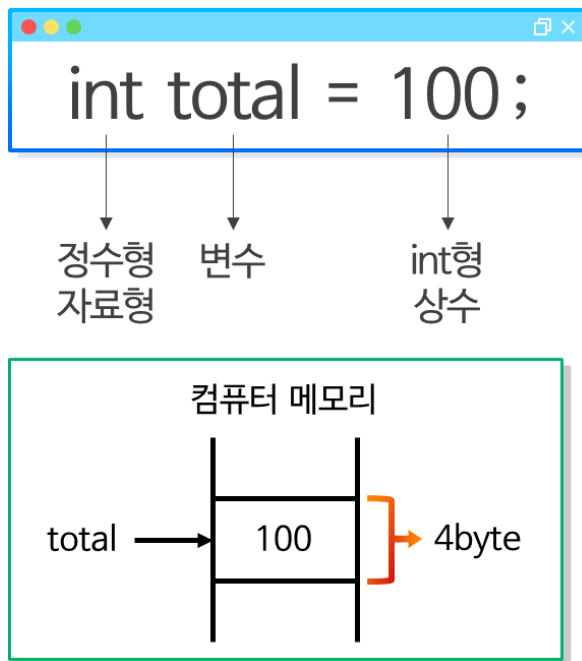 int total = 100;
정수형 변수 int형
자료형 상수
컴퓨터 메모리
total 100 4byte